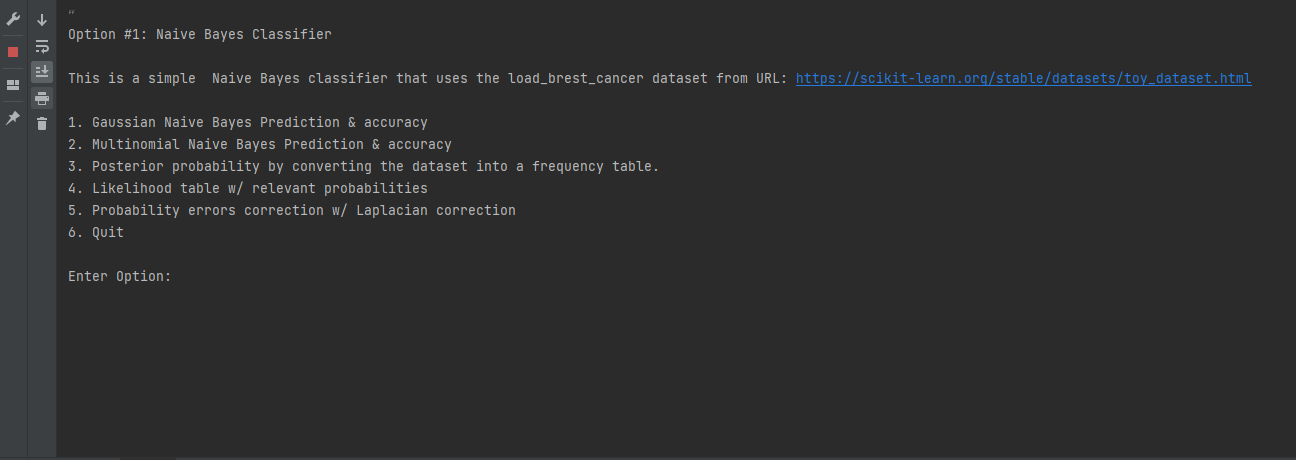 “
Option #1: Naive Bayes Classifier
This is a simple  Naive Bayes classifier that uses the load_brest_cancer dataset from URL: https://scikit-learn.org/stable/datasets/toy_dataset.html
1. Gaussian Naive Bayes Prediction & accuracy
2. Multinomial Naive Bayes Prediction & accuracy
3. Posterior probability by converting the dataset into a frequency table.
4. Likelihood table w/ relevant probabilities
5. Probability errors correction w/ Laplacian correction
6. Quit
Enter Option: